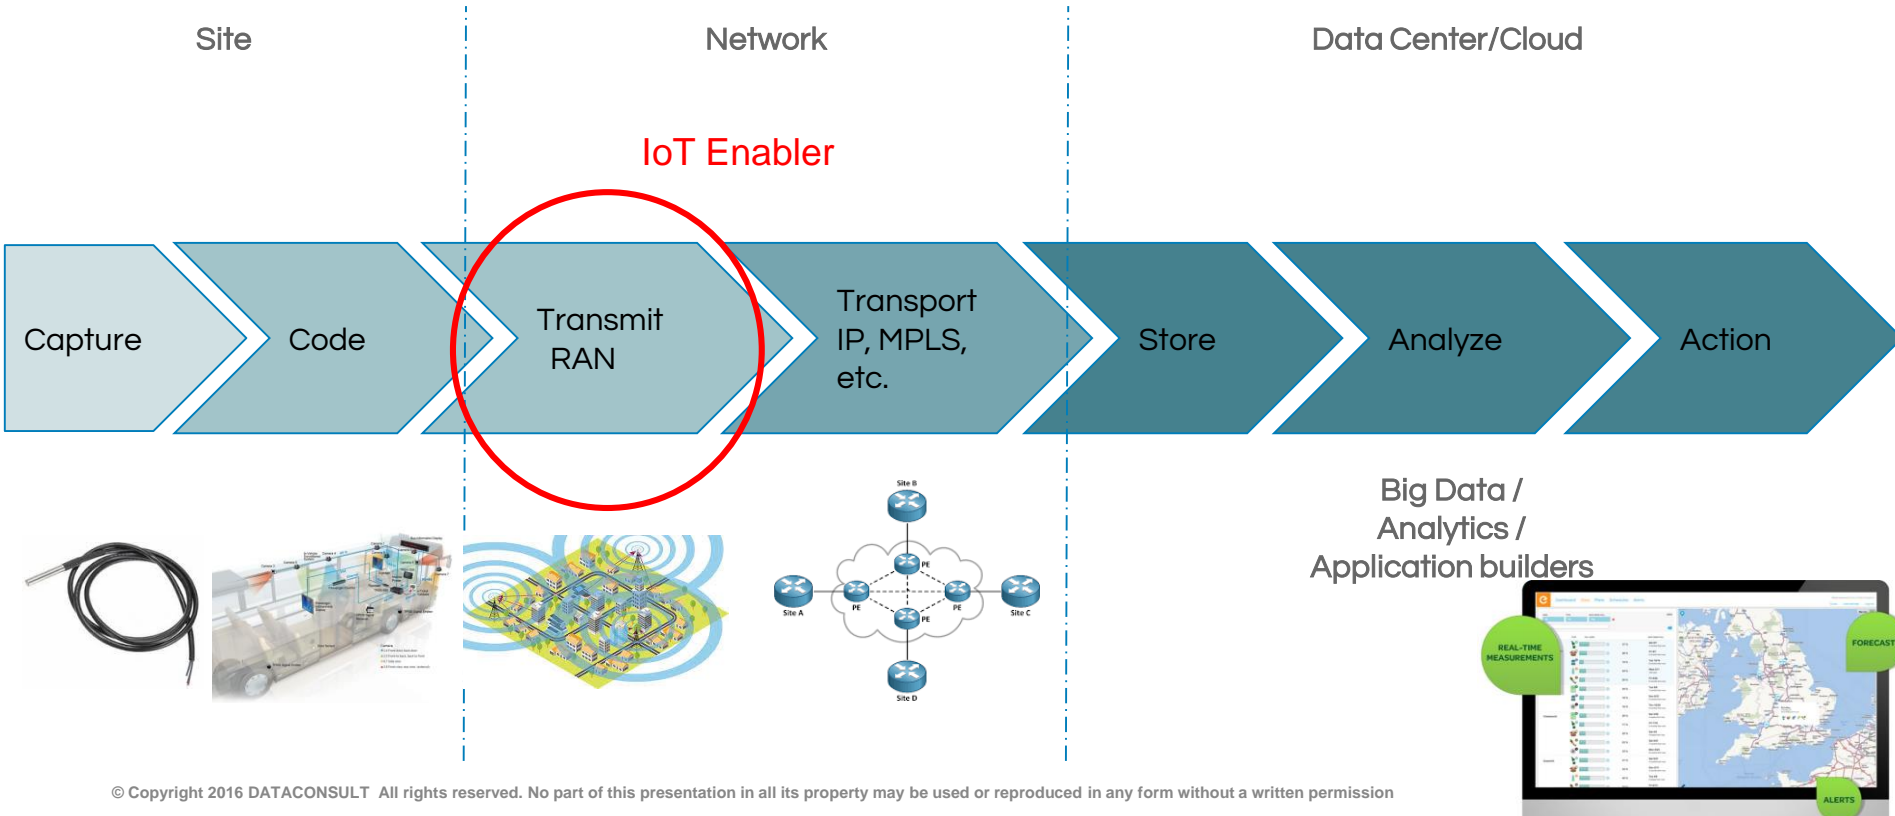 Site
Network
Data Center/Cloud
IoT Enabler
Capture
Code
Transmit
RAN
Transport
IP, MPLS,
etc.
Store
Analyze
Action
Big Data /
Analytics /
Application builders
Site B
PE
Site A
PE
PE
Site C
PE
Site D
REAL-TIME
MEASUREMENTS
FORECAST
ALERTS
© Copyright 2016 DATACONSULT All rights reserved. No part of this presentation in all its property may be used or reproduced in any form without a written permission